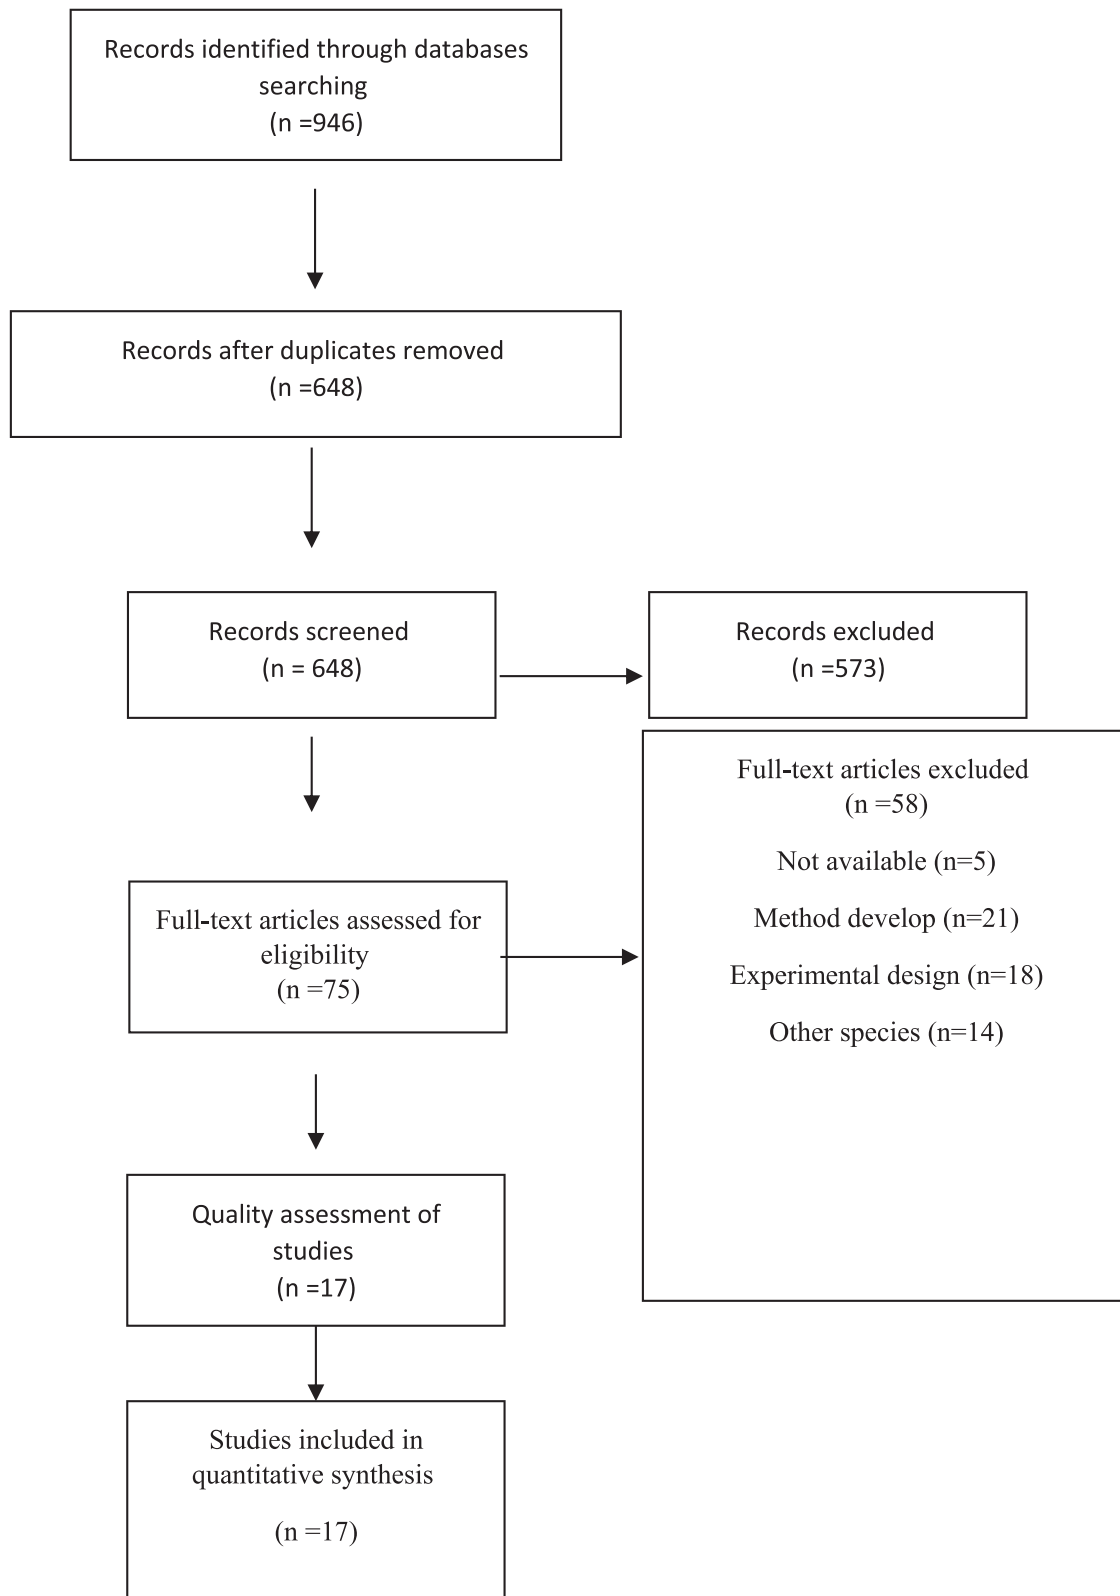 Records identified through databases
searching
(n =946)
Records after duplicates removed
(n =648)
Records screened
(n = 648)
Records excluded
(n =573)
Full-text articles excluded
(n =58)
Not available (n=5)
Method develop (n=21)
Experimental design (n=18)
Other species (n=14)
Full-text articles assessed for
eligibility
(n =75)
Quality assessment of
studies
(n =17)
Studies included in
quantitative synthesis
(n =17)